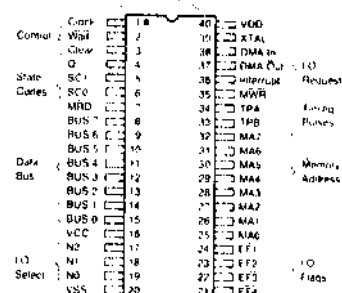 Clock 1 40 VDD
Control Wait 2 39 XTAL
Clear 3 38 DMA In
Q 4 37 DMA Out I/O
State SC1 5 36 Interrupt Request
Codes SC0 6 35 MWR
MRD 7 34 TPA Timing
BUS 7 8 33 TPB Pulses
BUS 6 9 32 MA7
BUS 5 10 31 MA6
Data BUS 4 11 30 MA5 Memory
Bus BUS 3 12 29 MA4 Address
BUS 2 13 28 MA3
BUS 1 14 27 MA2
BUS 0 15 26 MA1
VCC 16 25 MA0
N2 17 24 EF1
I/O N1 18 23 EF2 I/O
Select N0 19 22 EF3 Flags
VSS 20 21 EF4